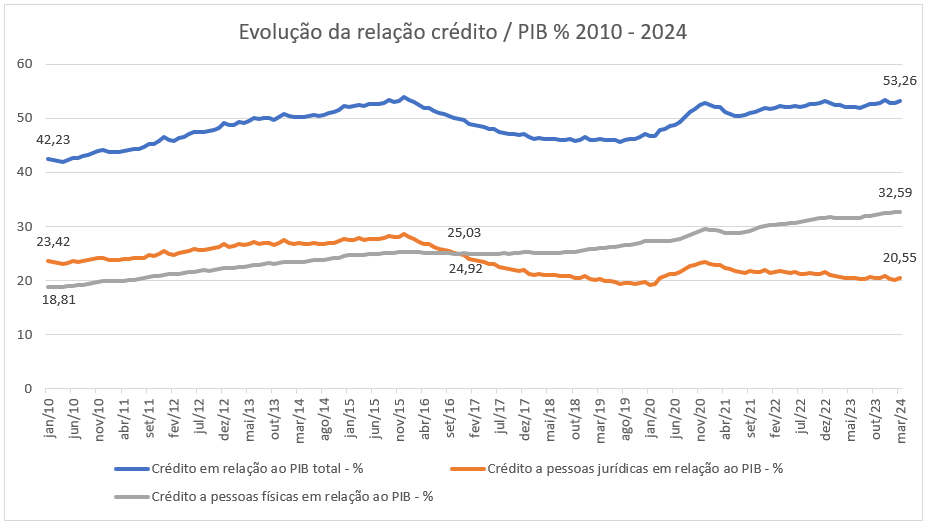 Evolução da relação crédito / PIB % 2010 - 2024
60
50
40
30
20
10
0
42,23
53,26
32,59
23,42
25,03
24,92
20,55
18,81
jan/10
jun/10
nov/10
abr/11
set/11
fev/12
jul/12
dez/12
mai/13
out/13
mar/14
ago/14
jan/15
jun/15
nov/15
abr/16
set/16
fev/17
jul/17
dez/17
mai/18
out/18
mar/19
ago/19
jan/20
jun/20
nov/20
abr/21
set/21
fev/22
jul/22
dez/22
mai/23
out/23
mar/24
Crédito em relação ao PIB total - %
Crédito a pessoas jurídicas em relação ao PIB - %
Crédito a pessoas físicas em relação ao PIB - %